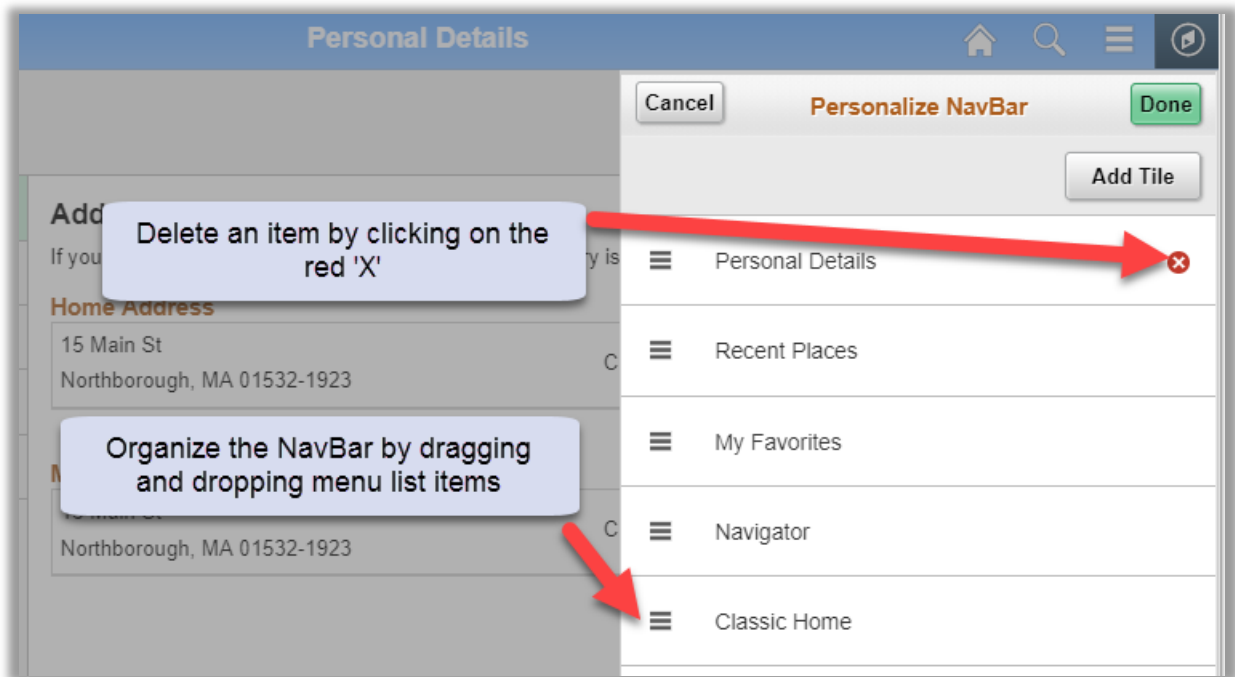 Personal Details
Cancel
Personalize NavBar
Done
Add Tile
Add
Delete an item by clicking on the
red 'X'
If you
ry is
Personal Details
Home Address
15 Main St
Northborough, MA 01532-1923
C
Recent Places
Organize the NavBar by dragging
and dropping menu list items
My Favorites
Northborough, MA 01532-1923
C
Navigator
Classic Home